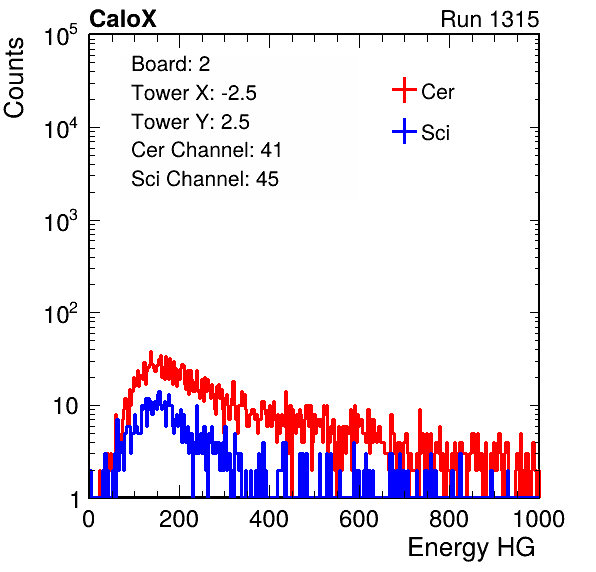 CaloX Run 1315
Counts
10^5
10^4
10^3
10^2
10
1
Board: 2
Tower X: -2.5
Tower Y: 2.5
Cer Channel: 41
Sci Channel: 45
Cer
Sci
0 200 400 600 800 1000
Energy HG